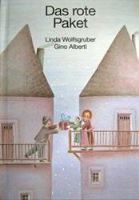 Das rote
Paket
Linda Wolfsgruber
Gino Alberti